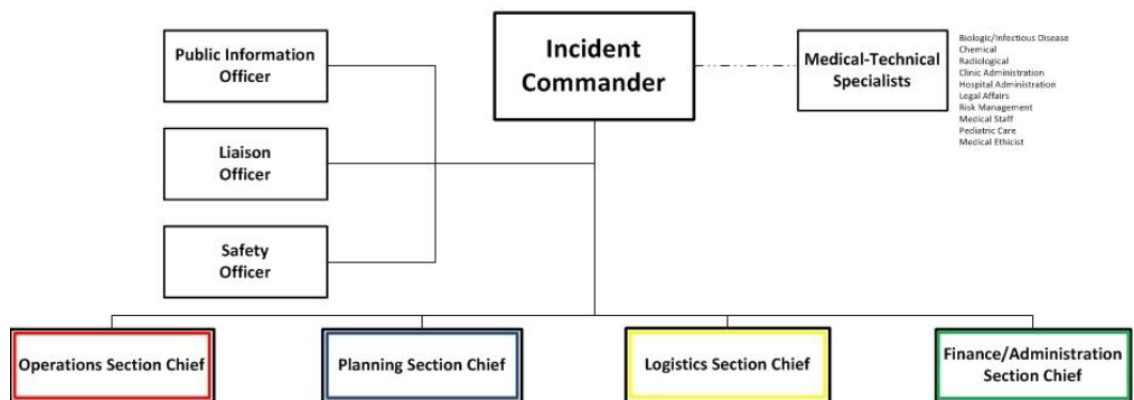 Public Information
Officer
Incident
Commander
Medical-Technical
Specialists
Biologic/Infectious Disease
Chemical
Radiological
Clinic Administration
Hospital Administration
Legal Affairs
Risk Management
Medical Staff
Pediatric Care
Medical Ethicist
Liaison
Officer
Safety
Officer
Operations Section Chief
Planning Section Chief
Logistics Section Chief
Finance/Administration
Section Chief